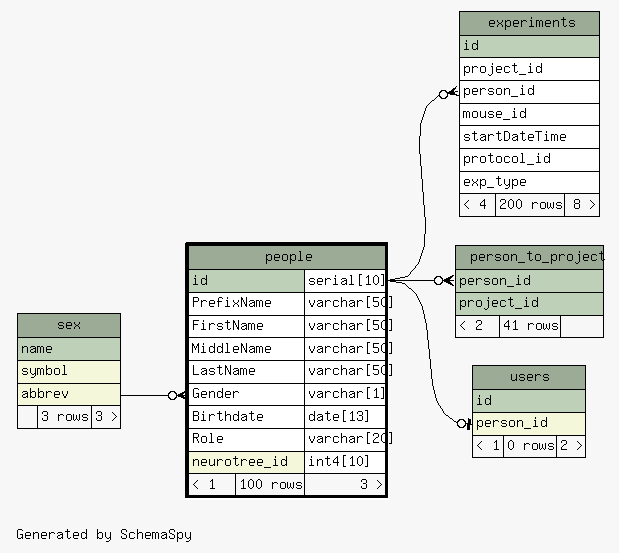 experiments
id
project_id
person_id
mouse_id
startDateTime
protocol_id
exp_type
< 4 200 rows 8 >
people
id serial[10]
PrefixName varchar[50]
FirstName varchar[50]
MiddleName varchar[50]
LastName varchar[50]
Gender varchar[1]
Birthdate date[13]
Role varchar[20]
neurotree_id int4[10]
< 1 100 rows 3 >
person_to_project
person_id
project_id
< 2 41 rows
sex
name
symbol
abbrev
3 rows 3 >
users
id
person_id
< 1 0 rows 2 >
Generated by SchemaSpy